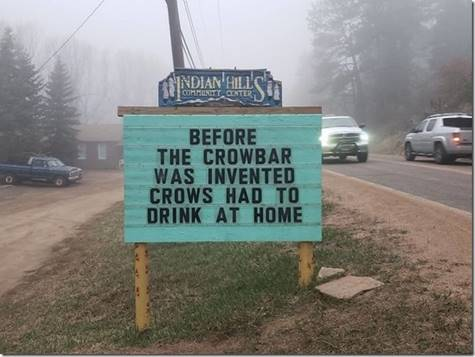 INDIAN HILLS
COMMUNITY CENTER
BEFORE
THE CROWBAR
WAS INVENTED
CROWS HAD TO
DRINK AT HOME